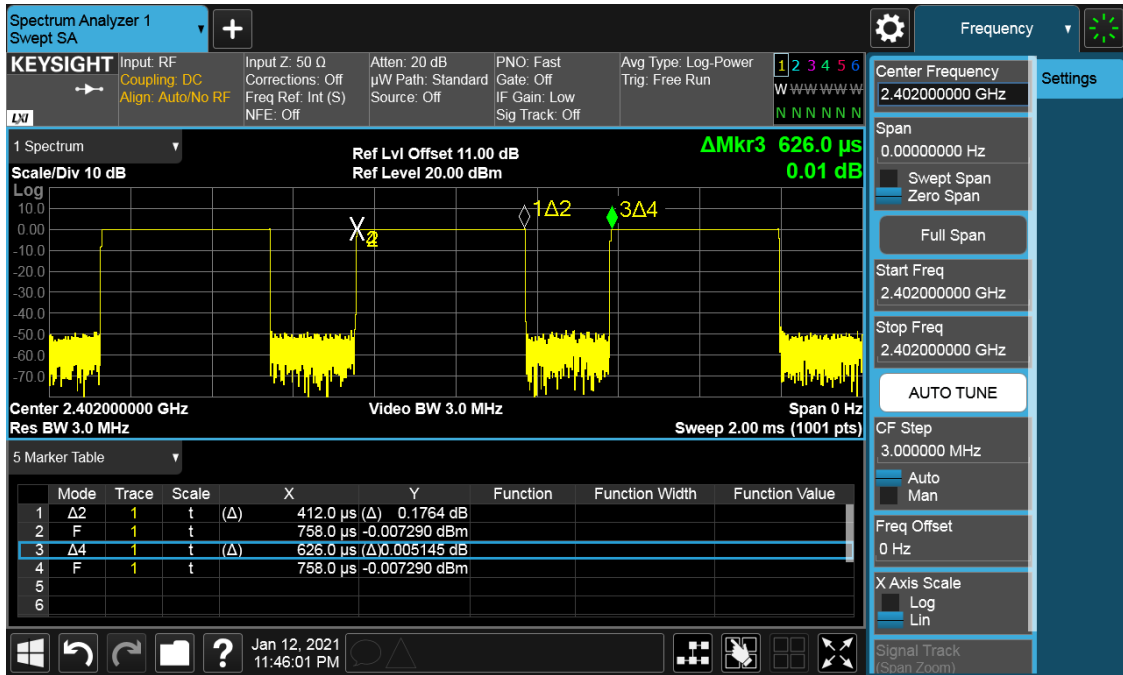 Spectrum Analyzer 1
Swept SA
+
Frequency
KEYSIGHT
LXI
Input: RF
Coupling: DC
Align: Auto/No RF
Input Z: 50 Ω
Corrections: Off
Freq Ref: Int (S)
NFE: Off
Atten: 20 dB
µW Path: Standard
Source: Off
PNO: Fast
Gate: Off
IF Gain: Low
Sig Track: Off
Avg Type: Log-Power
Trig: Free Run
1 2 3 4 5 6
W W W W W W
N N N N N N
1 Spectrum
Scale/Div 10 dB
Ref Lvl Offset 11.00 dB
Ref Level 20.00 dBm
ΔMkr3 626.0 µs
0.01 dB
Log
10.0
0.00
-10.0
-20.0
-30.0
-40.0
-50.0
-60.0
-70.0
1Δ2
3Δ4
Center 2.402000000 GHz
Res BW 3.0 MHz
Video BW 3.0 MHz
Span 0 Hz
Sweep 2.00 ms (1001 pts)
5 Marker Table
Mode Trace Scale X Y Function Function Width Function Value
1 Δ2 1 t (Δ) 412.0 µs (Δ) 0.1764 dB
2 F 1 t 758.0 µs -0.007290 dBm
3 Δ4 1 t (Δ) 626.0 µs (Δ)0.005145 dB
4 F 1 t 758.0 µs -0.007290 dBm
5
6
?
Jan 12, 2021
11:46:01 PM
Center Frequency
2.402000000 GHz
Settings
Span
0.00000000 Hz
Swept Span
Zero Span
Full Span
Start Freq
2.402000000 GHz
Stop Freq
2.402000000 GHz
AUTO TUNE
CF Step
3.000000 MHz
Auto
Man
Freq Offset
0 Hz
X Axis Scale
Log
Lin
Signal Track
(Span Zoom)